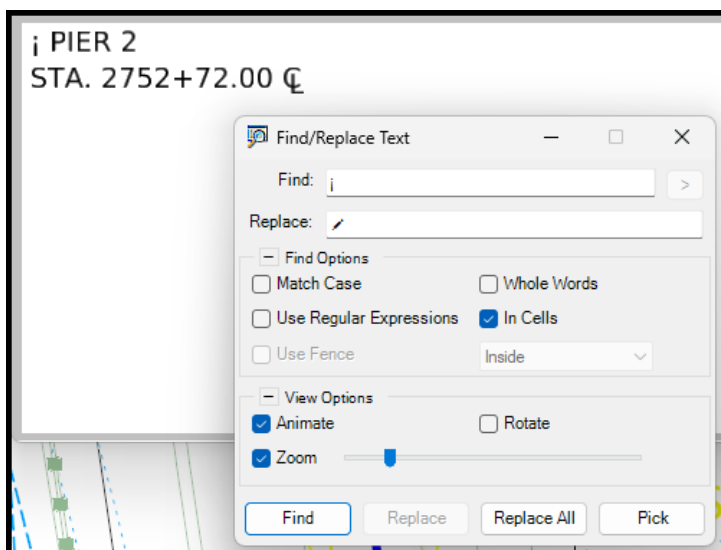 ¡ PIER 2
STA. 2752+72.00 ℄
Find/Replace Text
Find: ¡
>
Replace:
Find Options
Match Case
Whole Words
Use Regular Expressions
In Cells
Use Fence
Inside
View Options
Animate
Rotate
Zoom
Find
Replace
Replace All
Pick